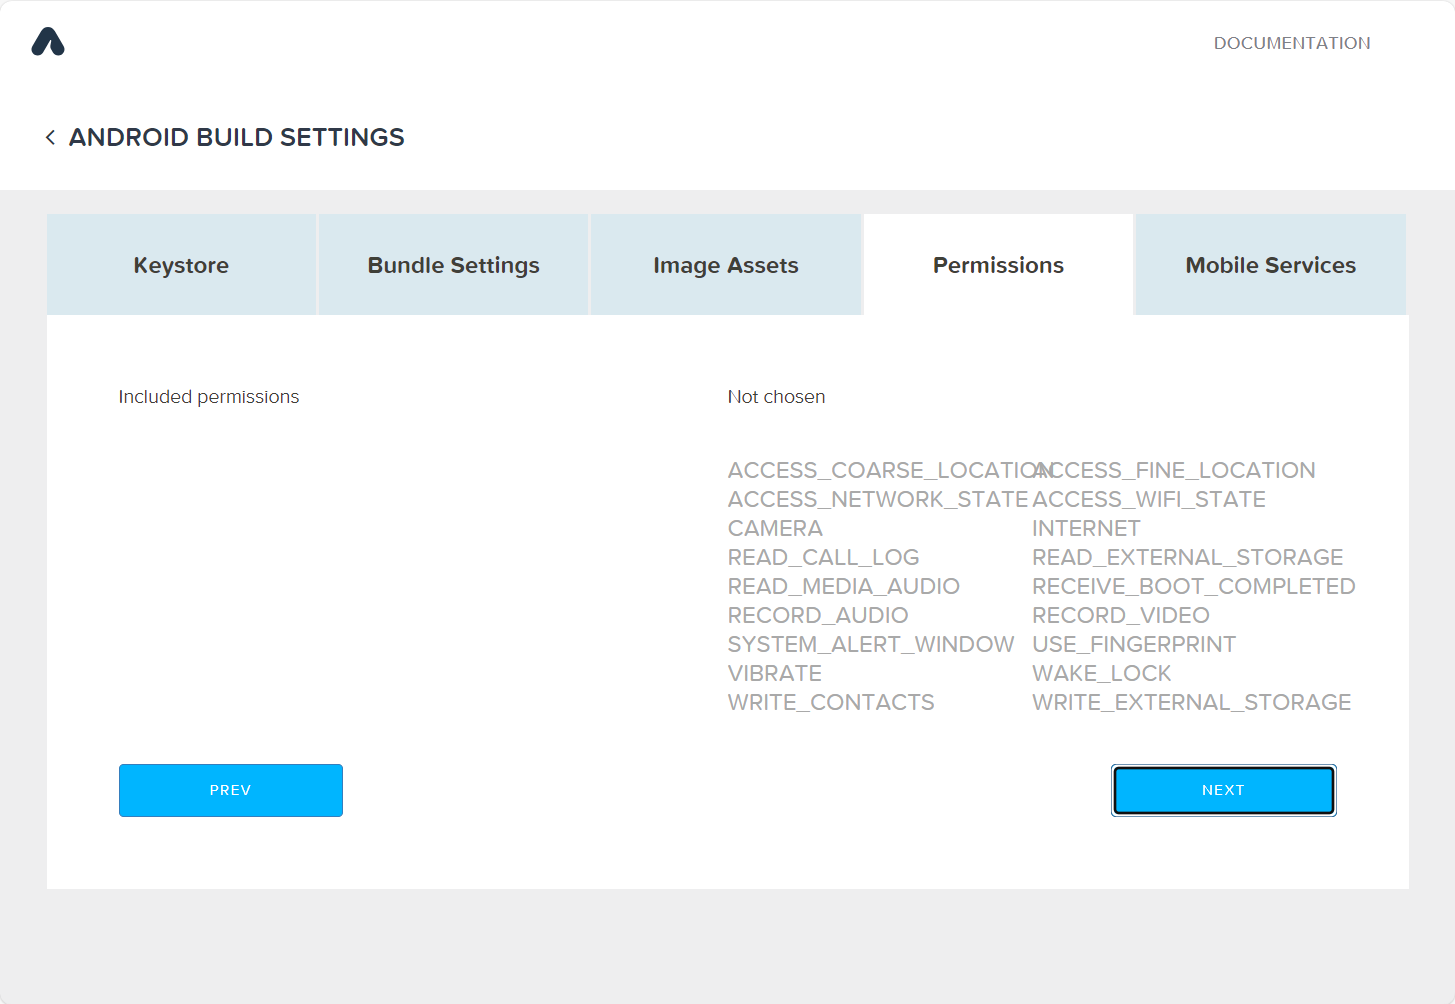 DOCUMENTATION
ANDROID BUILD SETTINGS
Keystore
Bundle Settings
Image Assets
Permissions
Mobile Services
Included permissions
Not chosen
ACCESS_COARSE_LOCATION ACCESS_FINE_LOCATION
ACCESS_NETWORK_STATE ACCESS_WIFI_STATE
CAMERA INTERNET
READ_CALL_LOG READ_EXTERNAL_STORAGE
READ_MEDIA_AUDIO RECEIVE_BOOT_COMPLETED
RECORD_AUDIO RECORD_VIDEO
SYSTEM_ALERT_WINDOW USE_FINGERPRINT
VIBRATE WAKE_LOCK
WRITE_CONTACTS WRITE_EXTERNAL_STORAGE
PREV
NEXT